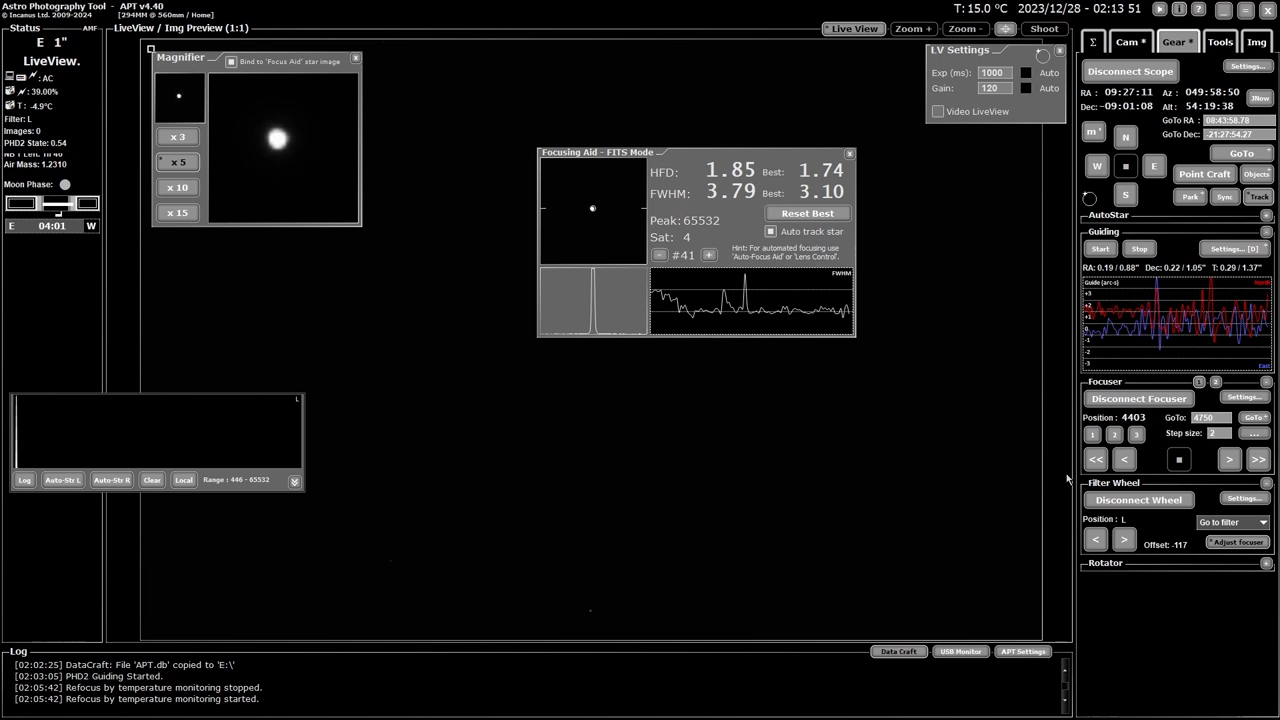 Astro Photography Tool - APT v4.40
© Incanus Ltd. 2009-2024 [294MM @ 560mm / Home]
T: 15.0 ºC 2023/12/28 - 02:13 51
Status AMF
E 1"
LiveView.
: AC
: 39.00%
T : -4.9°C
Filter: L
Images: 0
PHD2 State: 0.54
Air Mass: 1.2310
Moon Phase:
E 04:01 W
LiveView / Img Preview (1:1)
Live View Zoom + Zoom - Shoot
Magnifier Bind to 'Focus Aid' star image
x 3
x 5
x 10
x 15
LV Settings
Exp (ms): 1000 Auto
Gain: 120 Auto
Video LiveView
Focusing Aid - FITS Mode
HFD: 1.85 Best: 1.74
FWHM: 3.79 Best: 3.10
Peak: 65532 Reset Best
Sat: 4 Auto track star
- #41 +
Hint: For automated focusing use
'Auto-Focus Aid' or 'Lens Control'.
FWHM
L
Log Auto-Str L Auto-Str R Clear Local Range : 446 - 65532
Σ Cam * Gear * Tools Img
Disconnect Scope Settings...
RA : 09:27:11 Az : 049:58:50 JNow
Dec: -09:01:08 Alt : 54:19:38
GoTo RA : 08:43:58.78
GoTo Dec: -21:27:54.27
m' N GoTo
W E Point Craft Objects
S Park Sync Track
AutoStar
Guiding
Start Stop Settings... [D]
RA: 0.19 / 0.88" Dec: 0.22 / 1.05" T: 0.29 / 1.37"
Guide (arc-s) North
+3
+2
+1
0
-1
-2
-3 East
Focuser 1 2
Disconnect Focuser Settings...
Position : 4403 GoTo: 4750 GoTo
1 2 3 Step size: 2 ...
<< < > >>
Filter Wheel
Disconnect Wheel Settings...
Position : L Go to filter
< > Offset: -117 Adjust focuser
Rotator
Log Data Craft USB Monitor APT Settings
[02:02:25] DataCraft: File 'APT.db' copied to 'E:\'
[02:03:05] PHD2 Guiding Started.
[02:05:42] Refocus by temperature monitoring stopped.
[02:05:42] Refocus by temperature monitoring started.